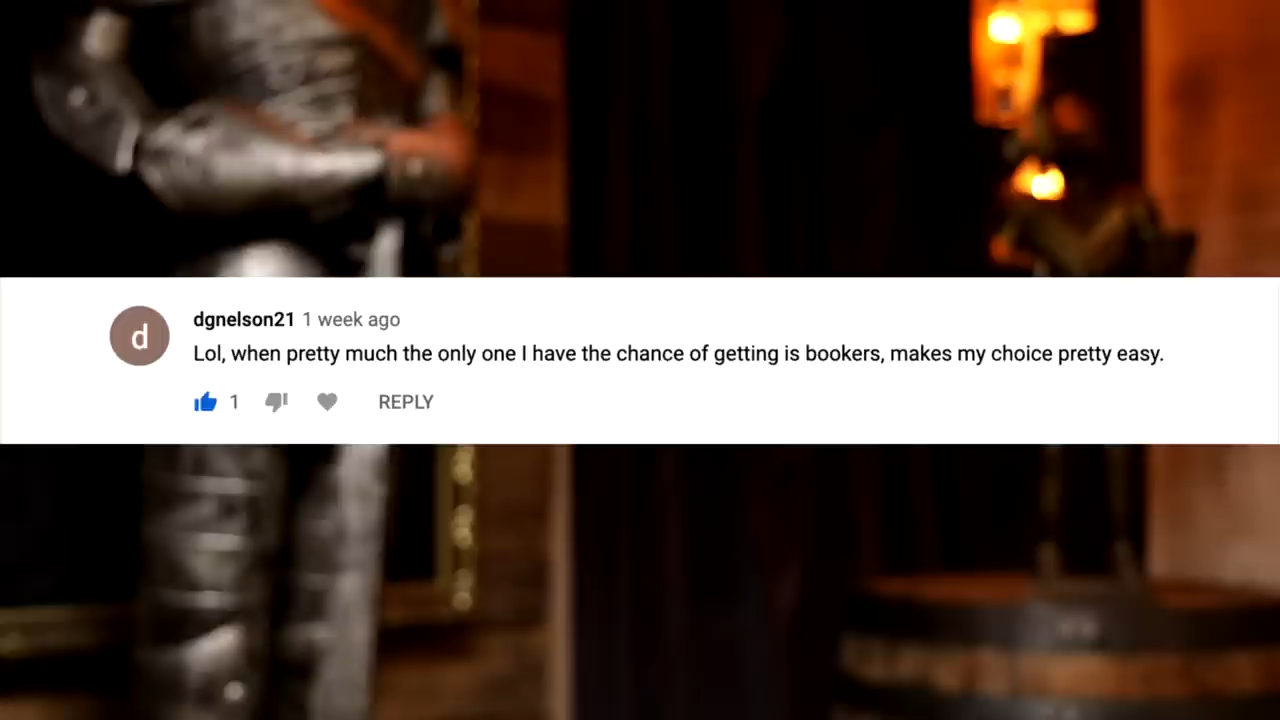 d
dgnelson21 1 week ago
Lol, when pretty much the only one I have the chance of getting is bookers, makes my choice pretty easy.
1 REPLY